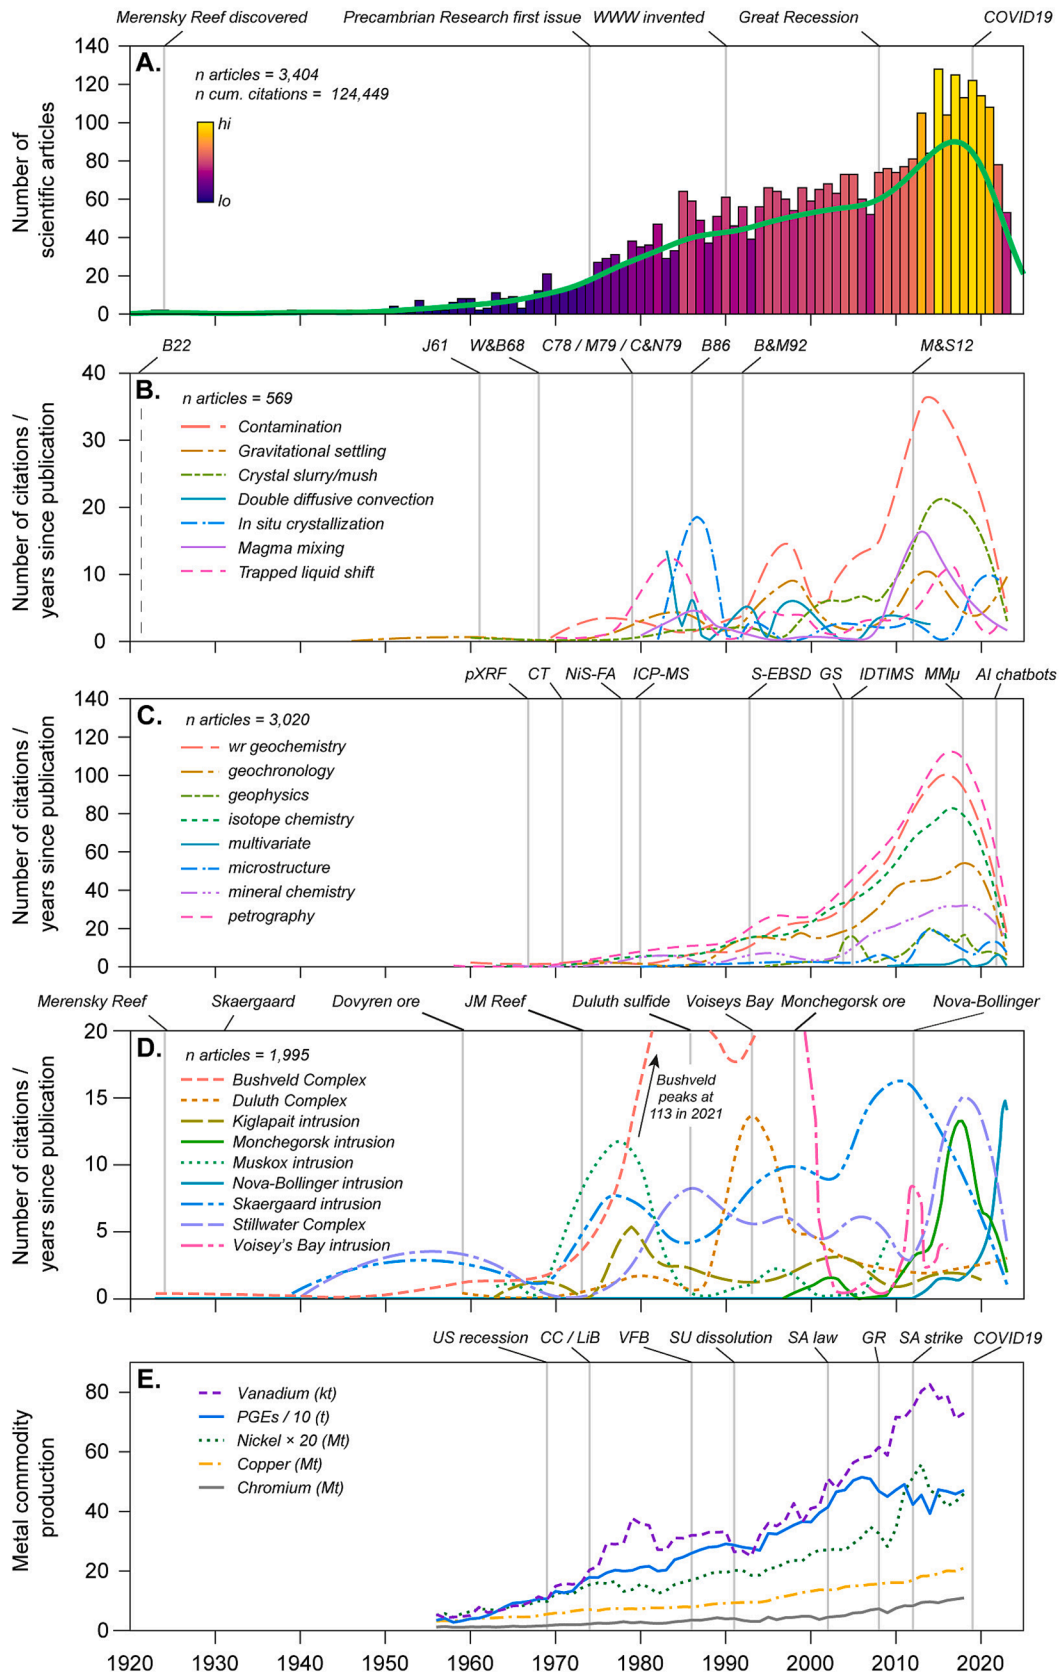 Merensky Reef discovered Precambrian Research first issue WWW invented Great Recession COVID19
A.
n articles = 3,404
n cum. citations = 124,449
hi
lo
Number of
scientific articles
140
120
100
80
60
40
20
0
B22 J61 W&B68 C78 / M79 / C&N79 B86 B&M92 M&S12
B.
n articles = 569
Contamination
Gravitational settling
Crystal slurry/mush
Double diffusive convection
In situ crystallization
Magma mixing
Trapped liquid shift
Number of citations /
years since publication
40
30
20
10
0
pXRF CT NiS-FA ICP-MS S-EBSD GS IDTIMS MMµ AI chatbots
C.
n articles = 3,020
wr geochemistry
geochronology
geophysics
isotope chemistry
multivariate
microstructure
mineral chemistry
petrography
Number of citations /
years since publication
140
120
100
80
60
40
20
0
Merensky Reef Skaergaard Dovyren ore JM Reef Duluth sulfide Voiseys Bay Monchegorsk ore Nova-Bollinger
D.
n articles = 1,995
Bushveld Complex
Duluth Complex
Kiglapait intrusion
Monchegorsk intrusion
Muskox intrusion
Nova-Bollinger intrusion
Skaergaard intrusion
Stillwater Complex
Voisey's Bay intrusion
Bushveld
peaks at
113 in 2021
Number of citations /
years since publication
20
15
10
5
0
US recession CC / LiB VFB SU dissolution SA law GR SA strike COVID19
E.
Vanadium (kt)
PGEs / 10 (t)
Nickel × 20 (Mt)
Copper (Mt)
Chromium (Mt)
Metal commodity
production
80
60
40
20
0
1920 1930 1940 1950 1960 1970 1980 1990 2000 2010 2020